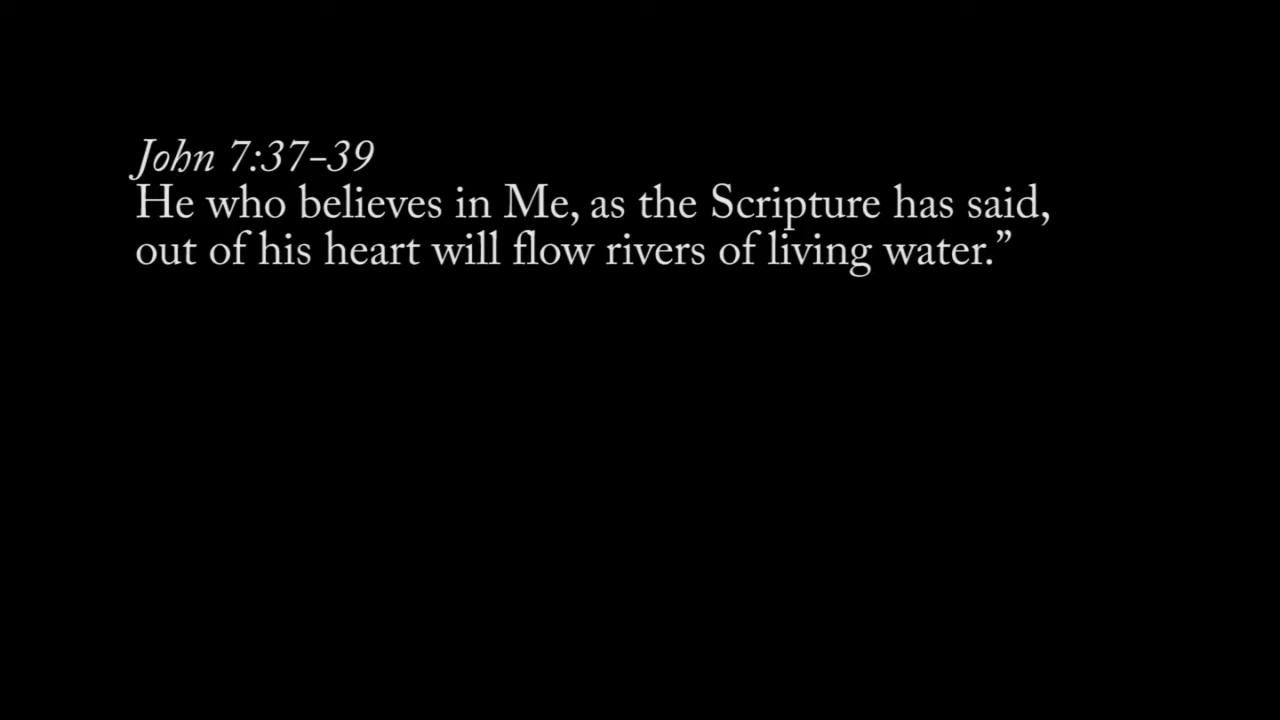 John 7:37–39
He who believes in Me, as the Scripture has said,
out of his heart will flow rivers of living water.”